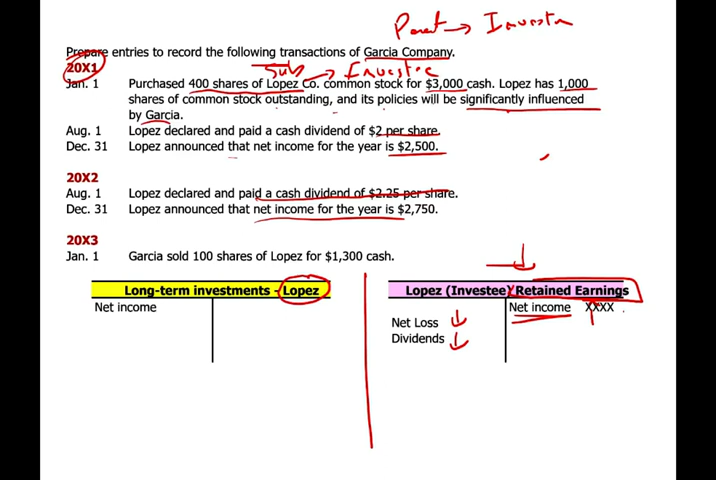 Parent → Investor
Prepare entries to record the following transactions of Garcia Company.
20X1
Sub → Investee
Jan. 1 Purchased 400 shares of Lopez Co. common stock for $3,000 cash. Lopez has 1,000
shares of common stock outstanding, and its policies will be significantly influenced
by Garcia.
Aug. 1 Lopez declared and paid a cash dividend of $2 per share.
Dec. 31 Lopez announced that net income for the year is $2,500.
20X2
Aug. 1 Lopez declared and paid a cash dividend of $2.25 per share.
Dec. 31 Lopez announced that net income for the year is $2,750.
20X3
Jan. 1 Garcia sold 100 shares of Lopez for $1,300 cash.
Long-term investments - Lopez
Net income
Lopez (Investee) Retained Earnings
Net income XXXX
Net Loss ↓
Dividends ↓